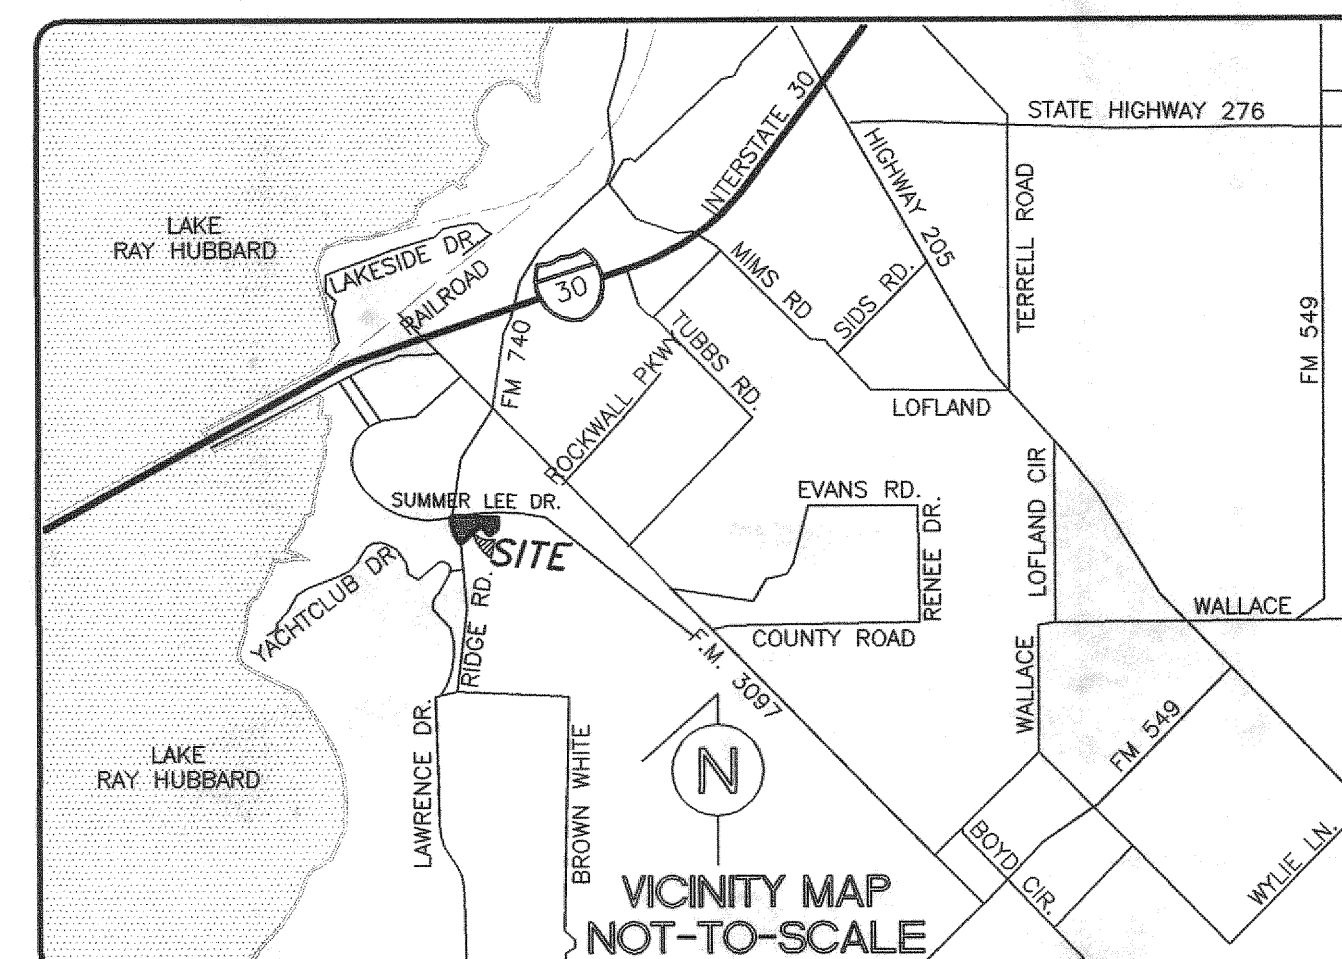 STATE HIGHWAY 276
INTERSTATE 30
HIGHWAY 205
TERRELL ROAD
LAKE
RAY HUBBARD
LAKESIDE DR.
RAILROAD
30
MIMS RD
SIDS RD.
FM 549
FM 740
TUBBS RD.
ROCKWALL PKWY
LOFLAND
SUMMER LEE DR.
EVANS RD.
LOFLAND CIR
RENEE DR.
SITE
YACHTCLUB DR
RIDGE RD.
WALLACE
COUNTY ROAD
F.M. 3097
WALLACE
LAKE
RAY HUBBARD
LAWRENCE DR.
BROWN WHITE
N
FM 549
BOYD CIR.
WYLIE LN.
VICINITY MAP
NOT-TO-SCALE